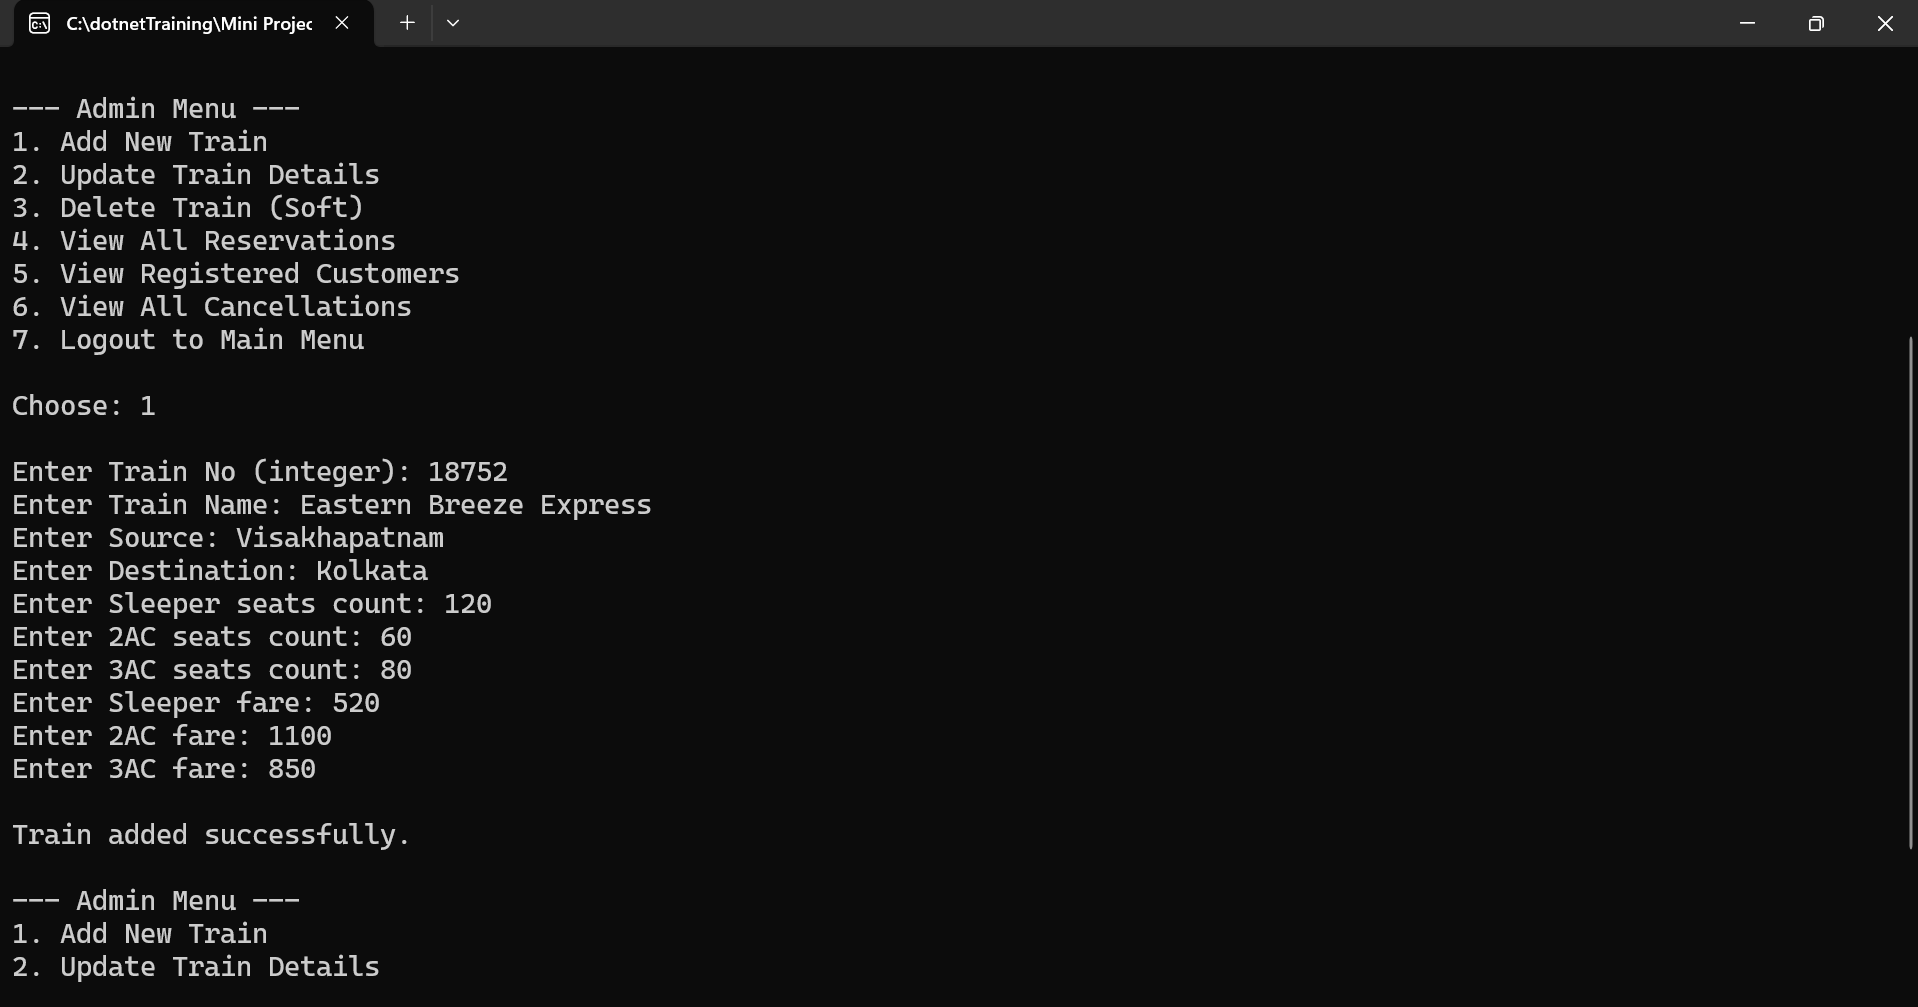 C:\dotnetTraining\Mini Projec
--- Admin Menu ---
1. Add New Train
2. Update Train Details
3. Delete Train (Soft)
4. View All Reservations
5. View Registered Customers
6. View All Cancellations
7. Logout to Main Menu
Choose: 1
Enter Train No (integer): 18752
Enter Train Name: Eastern Breeze Express
Enter Source: Visakhapatnam
Enter Destination: Kolkata
Enter Sleeper seats count: 120
Enter 2AC seats count: 60
Enter 3AC seats count: 80
Enter Sleeper fare: 520
Enter 2AC fare: 1100
Enter 3AC fare: 850
Train added successfully.
--- Admin Menu ---
1. Add New Train
2. Update Train Details